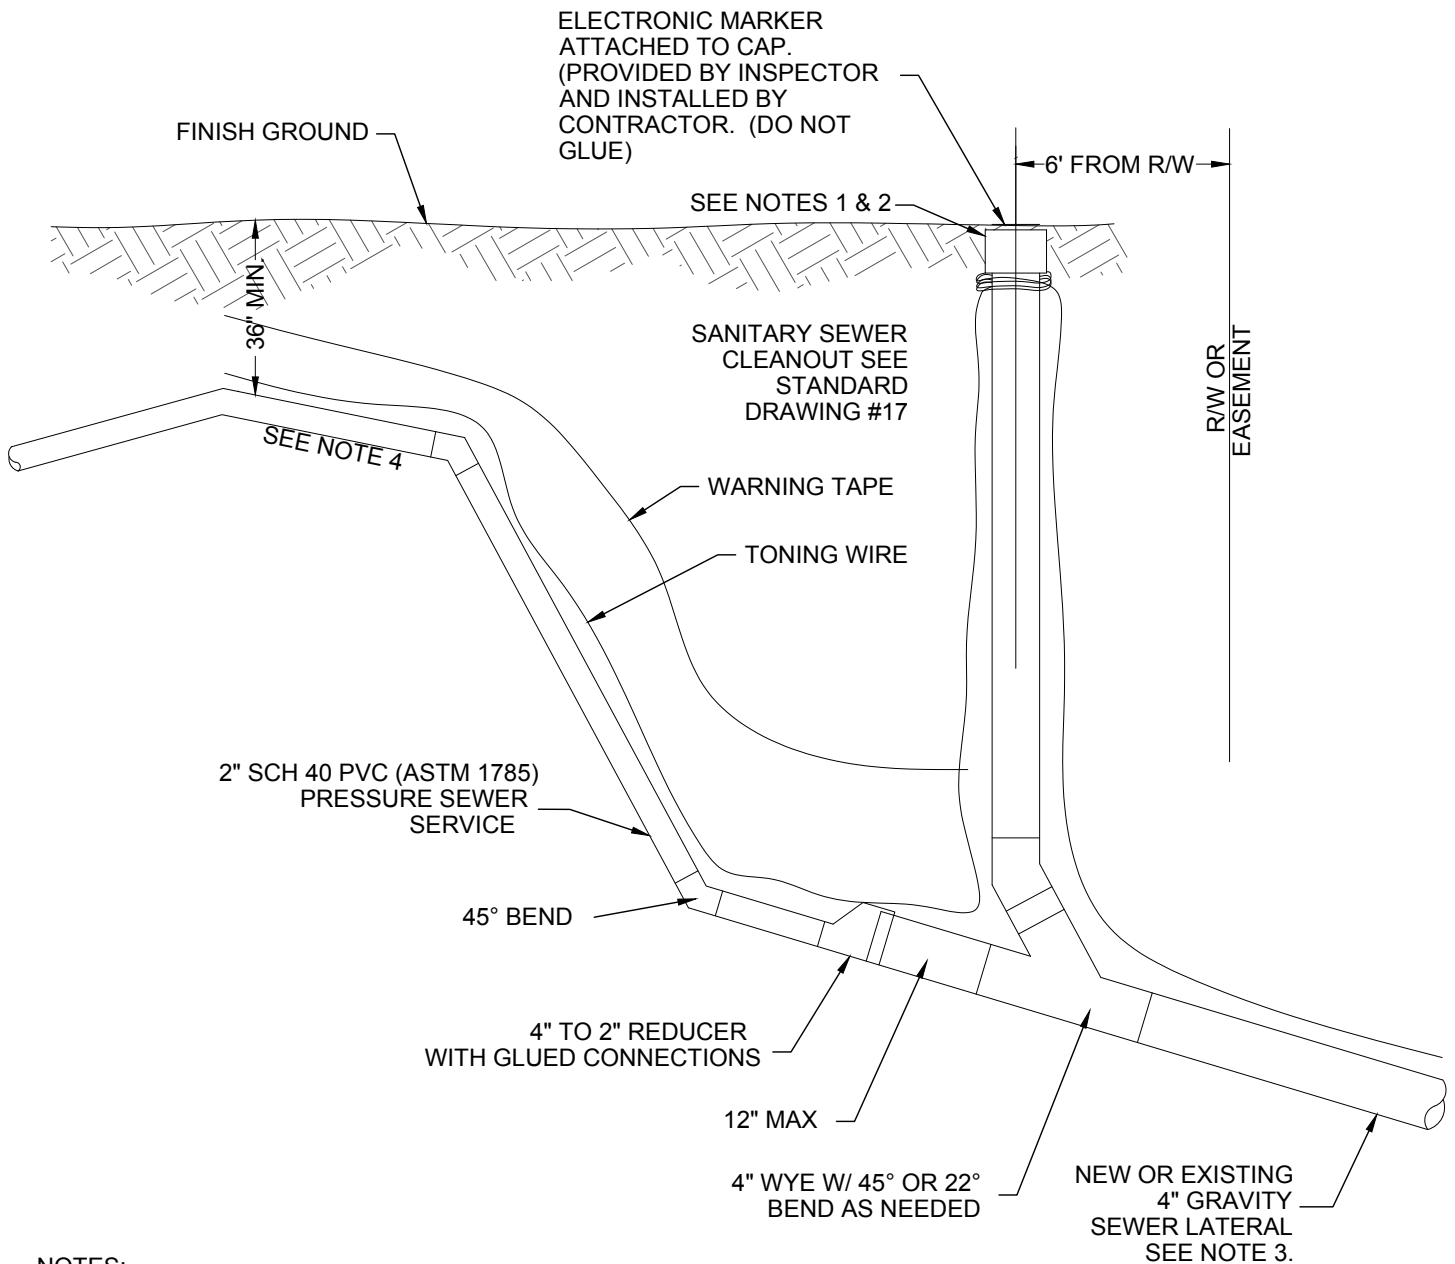 ELECTRONIC MARKER
ATTACHED TO CAP.
(PROVIDED BY INSPECTOR
AND INSTALLED BY
CONTRACTOR. (DO NOT
GLUE)
FINISH GROUND
6' FROM R/W
SEE NOTES 1 & 2
36" MIN.
SANITARY SEWER
CLEANOUT SEE
STANDARD
DRAWING #17
R/W OR
EASEMENT
SEE NOTE 4
WARNING TAPE
TONING WIRE
2" SCH 40 PVC (ASTM 1785)
PRESSURE SEWER
SERVICE
45° BEND
4" TO 2" REDUCER
WITH GLUED CONNECTIONS
12" MAX
4" WYE W/ 45° OR 22°
BEND AS NEEDED
NEW OR EXISTING
4" GRAVITY
SEWER LATERAL
SEE NOTE 3.
NOTES: